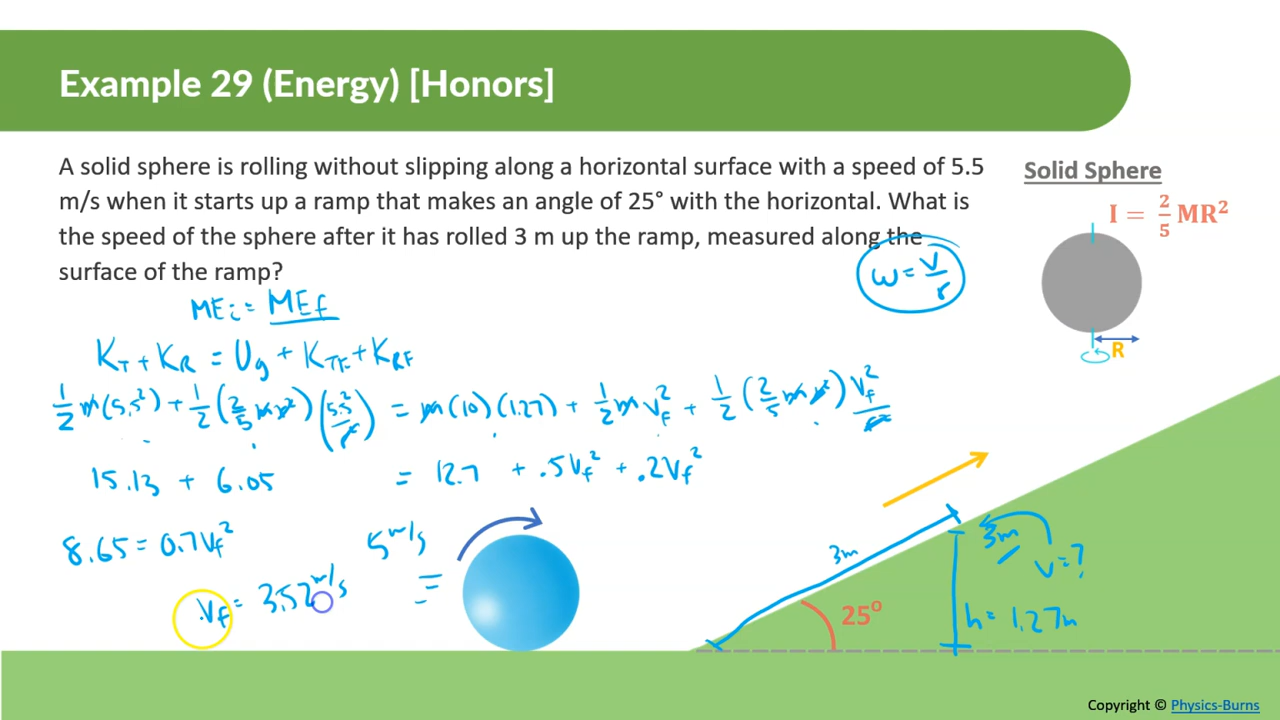 Example 29 (Energy) [Honors]
A solid sphere is rolling without slipping along a horizontal surface with a speed of 5.5
m/s when it starts up a ramp that makes an angle of 25° with the horizontal. What is
the speed of the sphere after it has rolled 3 m up the ramp, measured along the
surface of the ramp?
Solid Sphere
I = 2/5 MR²
R
ω = v/r
MEi = MEf
KT + KR = Ug + KTF + KRF
1/2 m(5.5²) + 1/2 (2/5 m r²)(5.5²/r²) = m(10)(1.27) + 1/2 m vf² + 1/2 (2/5 m r²) vf²/r²
15.13 + 6.05 = 12.7 + .5Vf² + .2Vf²
8.65 = 0.7Vf²
5 m/s
Vf = 3.52 m/s
3m
3m
v = ?
25°
h = 1.27m
Copyright © Physics-Burns